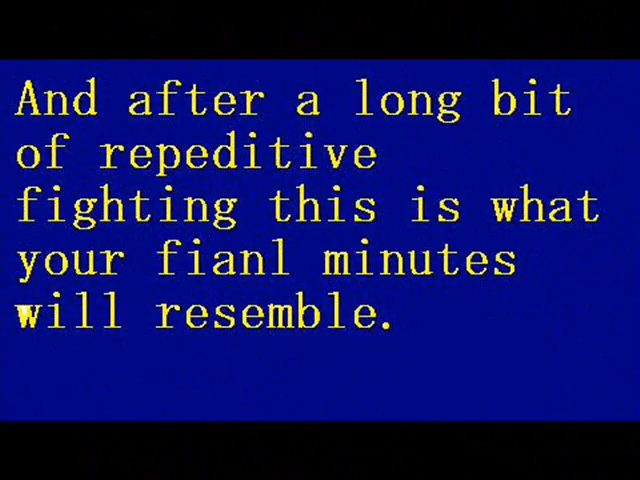 And after a long bit
of repeditive
fighting this is what
your fianl minutes
will resemble.